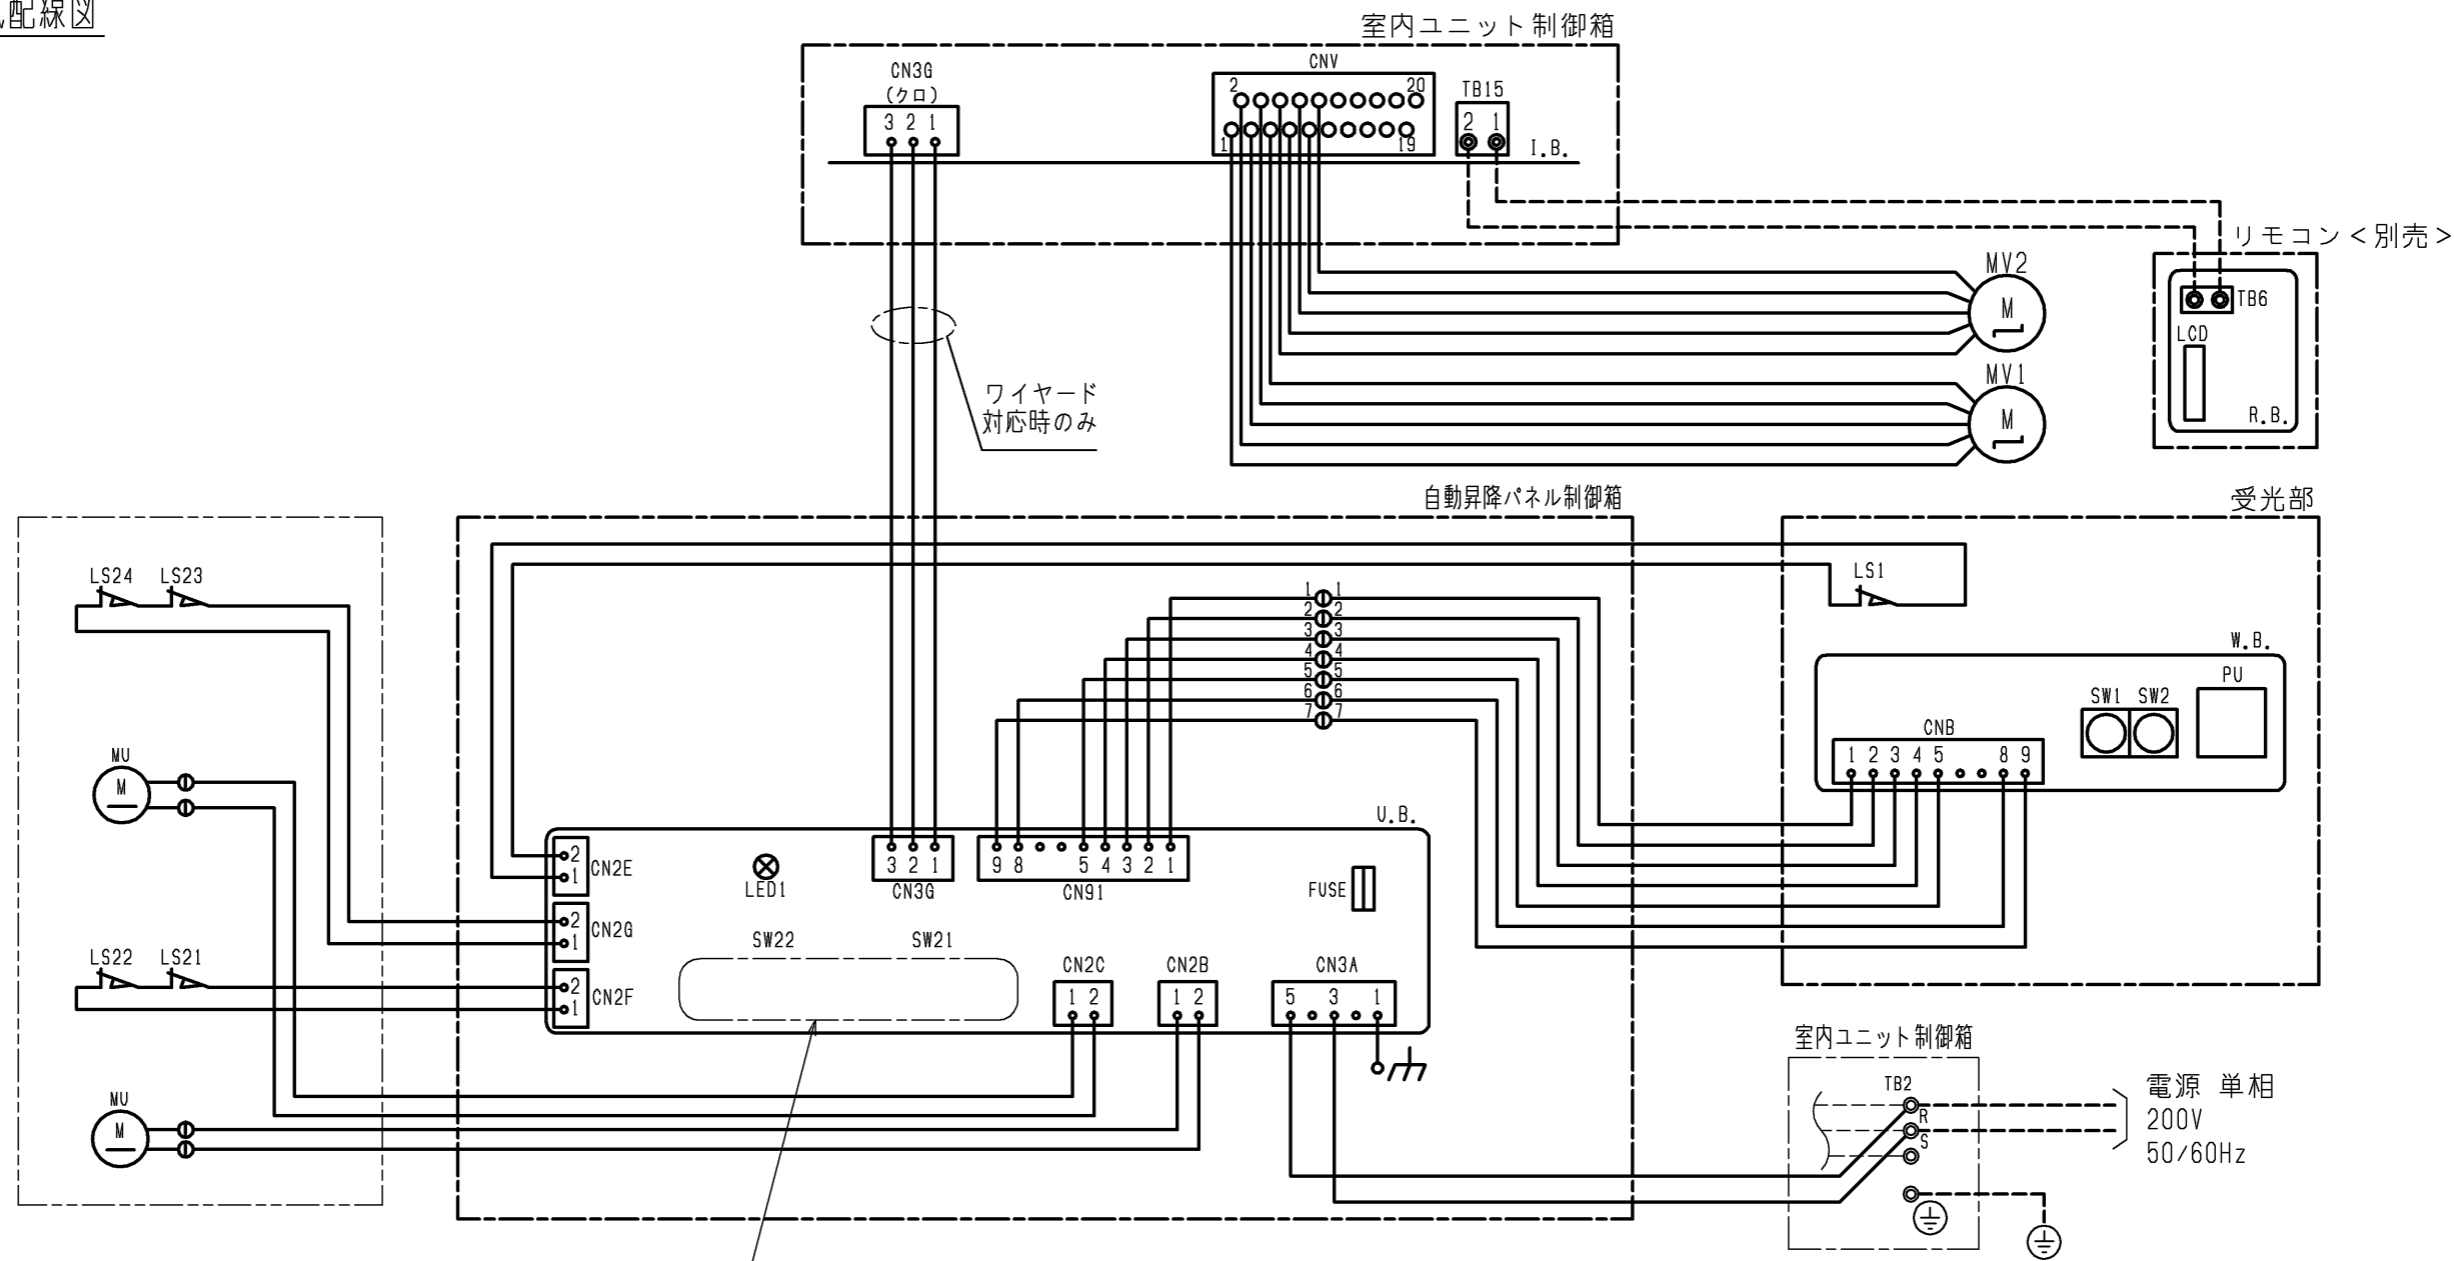 配線図
室内ユニット制御箱
CN3G
(クロ)
3 2 1
CNV
2 20
1 19
TB15
2 1
I.B.
リモコン<別売>
TB6
LCD
R.B.
MV2
M
MV1
M
ワイヤード
対応時のみ
自動昇降パネル制御箱
受光部
LS24 LS23
LS1
1 1
2 2
3 3
4 4
5 5
6 6
7 7
W.B.
PU
SW1 SW2
CNB
1 2 3 4 5 8 9
MU
M
U.B.
2
1
CN2E
LED1
3 2 1
CN3G
9 8 5 4 3 2 1
CN91
FUSE
2
1
CN2G
LS22 LS21
SW22 SW21
2
1
CN2F
CN2C
1 2
CN2B
1 2
CN3A
5 3 1
MU
M
室内ユニット制御箱
TB2
R
S
電源 単相
200V
50/60Hz